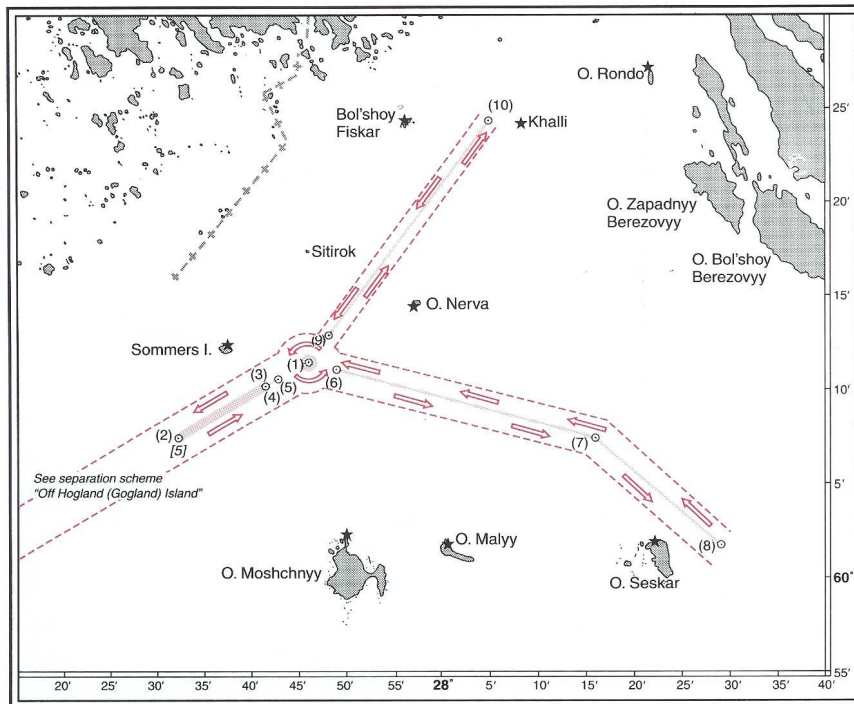 O. Rondo
(10)
25′
Bol'shoy
Fiskar
Khalli
20′
O. Zapadnyy
Berezovyy
Sitirok
O. Bol'shoy
Berezovyy
15′
O. Nerva
(9)
Sommers I.
(1)
(3)
(6)
10′
(5)
(4)
(2)
(7)
[5]
See separation scheme
"Off Hogland (Gogland) Island"
5′
(8)
O. Malyy
O. Moshchnyy
O. Seskar
60°
55′
20′ 25′ 30′ 35′ 40′ 45′ 50′ 55′ 28° 5′ 10′ 15′ 20′ 25′ 30′ 35′ 40′